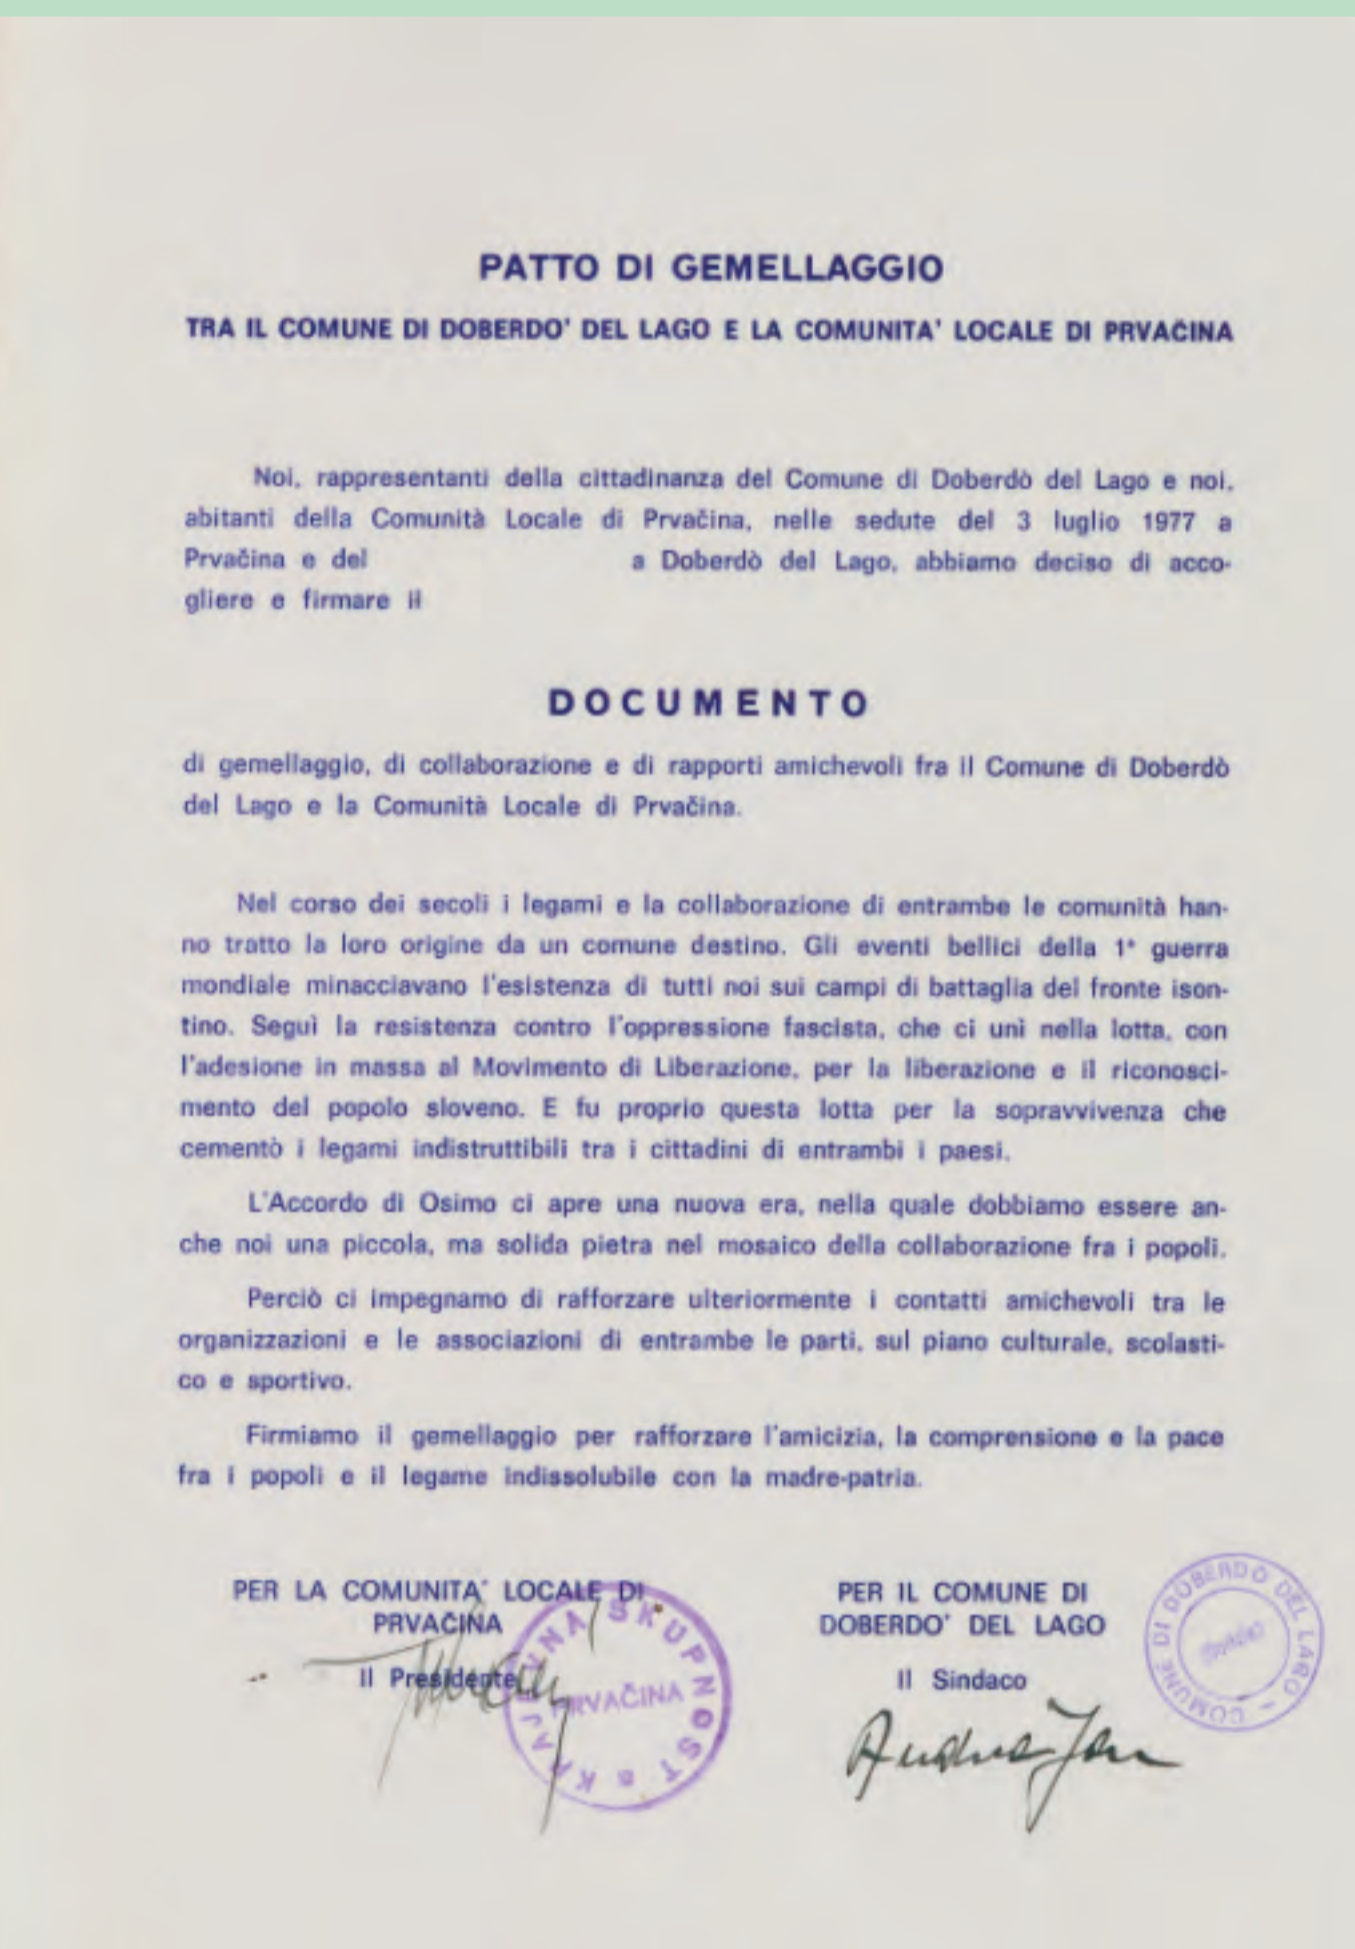 PATTO DI GEMELLAGGIO
TRA IL COMUNE DI DOBERDO' DEL LAGO E LA COMUNITA' LOCALE DI PRVAČINA
Noi, rappresentanti della cittadinanza del Comune di Doberdò del Lago e noi,
abitanti della Comunità Locale di Prvačina, nelle sedute del 3 luglio 1977 a
Prvačina e del a Doberdò del Lago, abbiamo deciso di acco-
gliere e firmare il
DOCUMENTO
di gemellaggio, di collaborazione e di rapporti amichevoli fra il Comune di Doberdò
del Lago e la Comunità Locale di Prvačina.
Nel corso dei secoli i legami e la collaborazione di entrambe le comunità han-
no tratto la loro origine da un comune destino. Gli eventi bellici della 1ª guerra
mondiale minacciavano l'esistenza di tutti noi sui campi di battaglia del fronte ison-
tino. Seguì la resistenza contro l'oppressione fascista, che ci unì nella lotta, con
l'adesione in massa al Movimento di Liberazione, per la liberazione e il riconosci-
mento del popolo sloveno. E fu proprio questa lotta per la sopravvivenza che
cementò i legami indistruttibili tra i cittadini di entrambi i paesi.
L'Accordo di Osimo ci apre una nuova era, nella quale dobbiamo essere an-
che noi una piccola, ma solida pietra nel mosaico della collaborazione fra i popoli.
Perciò ci impegnamo di rafforzare ulteriormente i contatti amichevoli tra le
organizzazioni e le associazioni di entrambe le parti, sul piano culturale, scolasti-
co e sportivo.
Firmiamo il gemellaggio per rafforzare l'amicizia, la comprensione e la pace
fra i popoli e il legame indissolubile con la madre-patria.
PER LA COMUNITA' LOCALE DI
PRVAČINA
Il Presidente
KRAJEVNA SKUPNOST
PRVAČINA
PER IL COMUNE DI
DOBERDO' DEL LAGO
Il Sindaco
COMUNE DI DOBERDO DEL LAGO